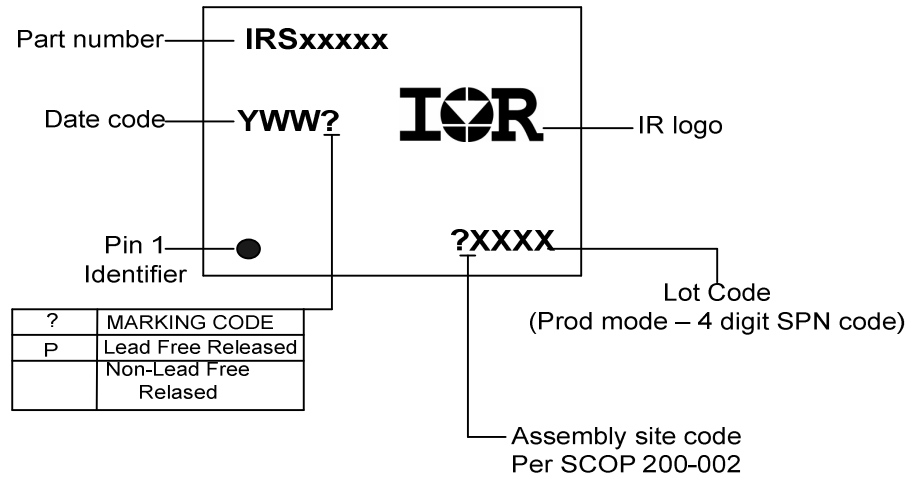 Part number
IRSxxxxx
Date code
YWW?
IOR
IR logo
Pin 1
Identifier
?XXXX
Lot Code
(Prod mode – 4 digit SPN code)
? MARKING CODE
P Lead Free Released
Non-Lead Free
Relased
Assembly site code
Per SCOP 200-002